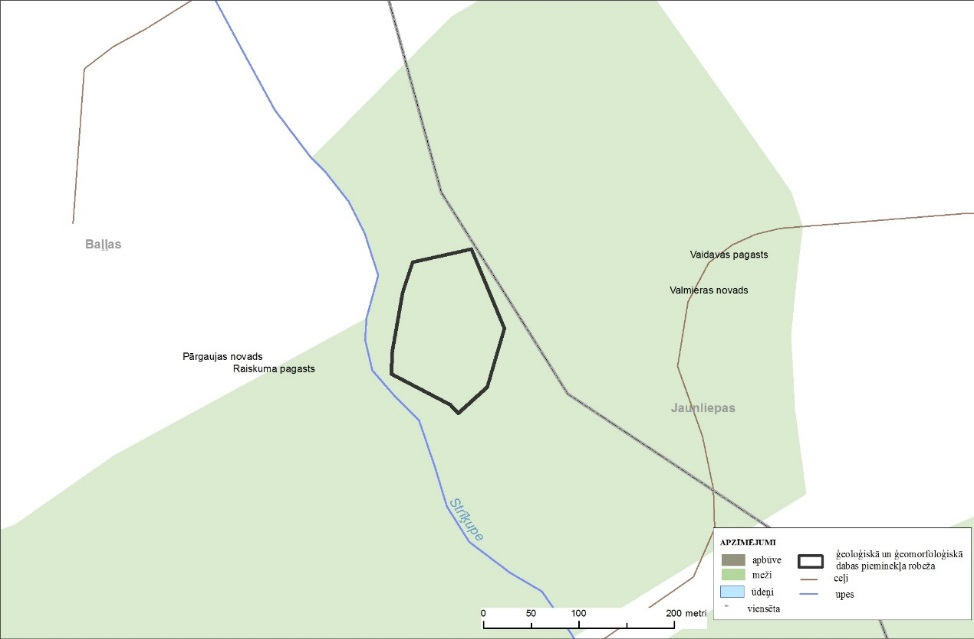 Baļļas
Vaidavas pagasts
Valmieras novads
Pārgaujas novads
Raiskuma pagasts
Jaunliepas
Strīķupe
APZĪMĒJUMI
apbūve
meži
ūdeņi
viensēta
ģeoloģiskā un ģeomorfoloģiskā
dabas pieminekļa robeža
ceļi
upes
0 50 100 200 metri